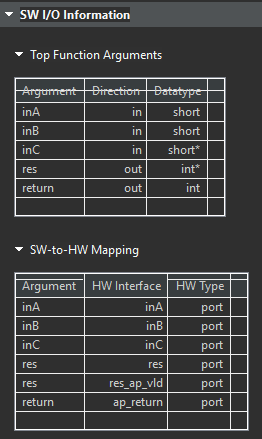 SW I/O Information
Top Function Arguments
Argument Direction Datatype
inA in short
inB in short
inC in short*
res out int*
return out int
SW-to-HW Mapping
Argument HW Interface HW Type
inA inA port
inB inB port
inC inC port
res res port
res res_ap_vld port
return ap_return port